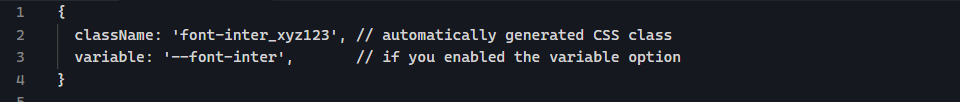 1 {
2 className: 'font-inter_xyz123', // automatically generated CSS class
3 variable: '--font-inter',       // if you enabled the variable option
4 }
5